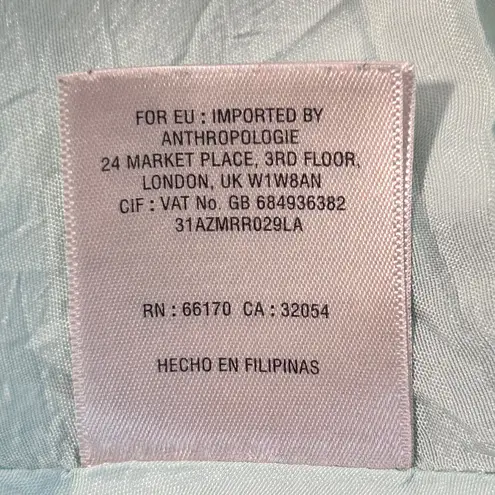 FOR EU : IMPORTED BY
ANTHROPOLOGIE
24 MARKET PLACE, 3RD FLOOR,
LONDON, UK W1W8AN
CIF : VAT No. GB 684936382
31AZMRR029LA
RN : 66170 CA : 32054
HECHO EN FILIPINAS